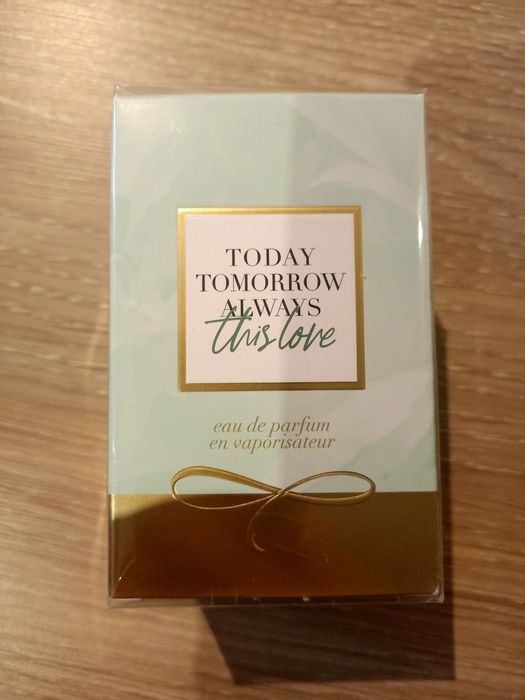 TODAY
TOMORROW
ALWAYS
this love
eau de parfum
en vaporisateur